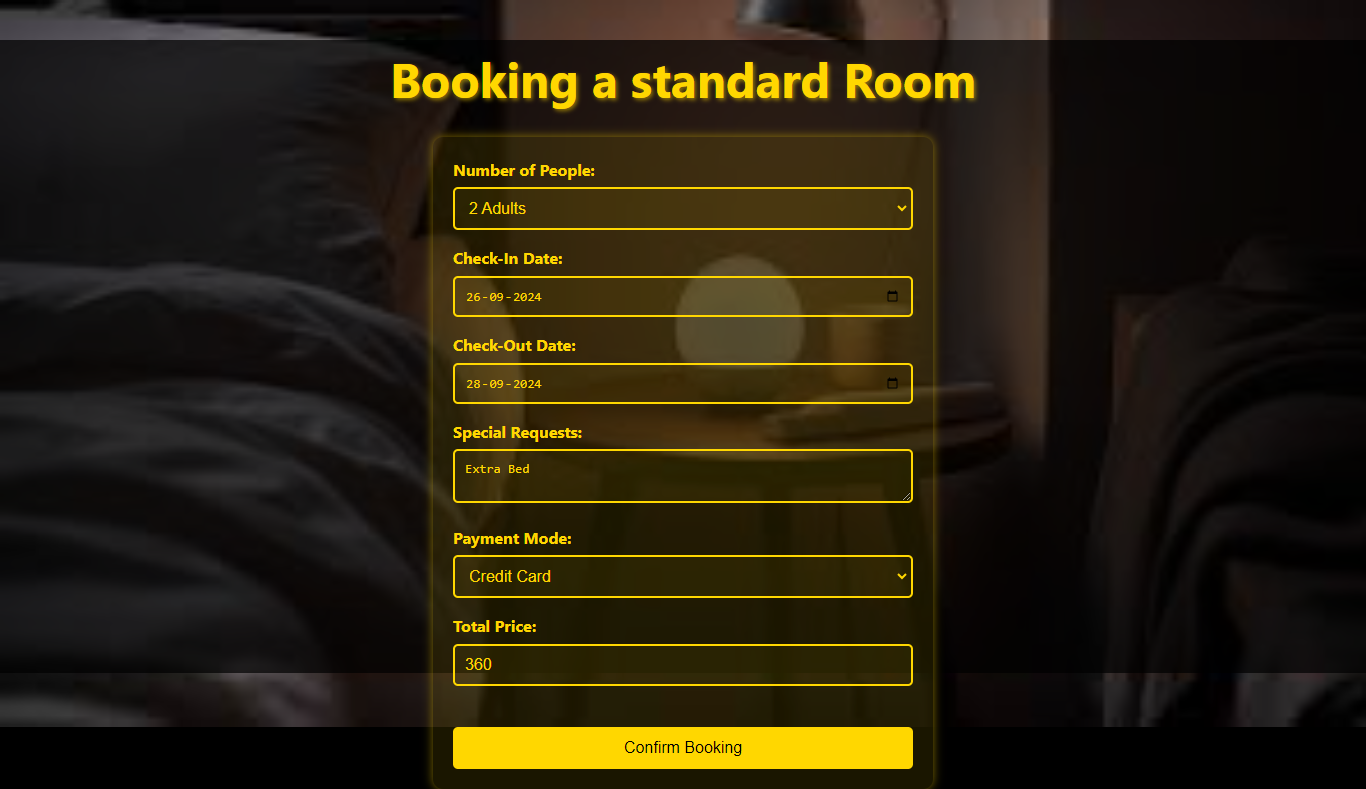 Booking a standard Room
Number of People:
2 Adults
Check-In Date:
26-09-2024
Check-Out Date:
28-09-2024
Special Requests:
Extra Bed
Payment Mode:
Credit Card
Total Price:
360
Confirm Booking